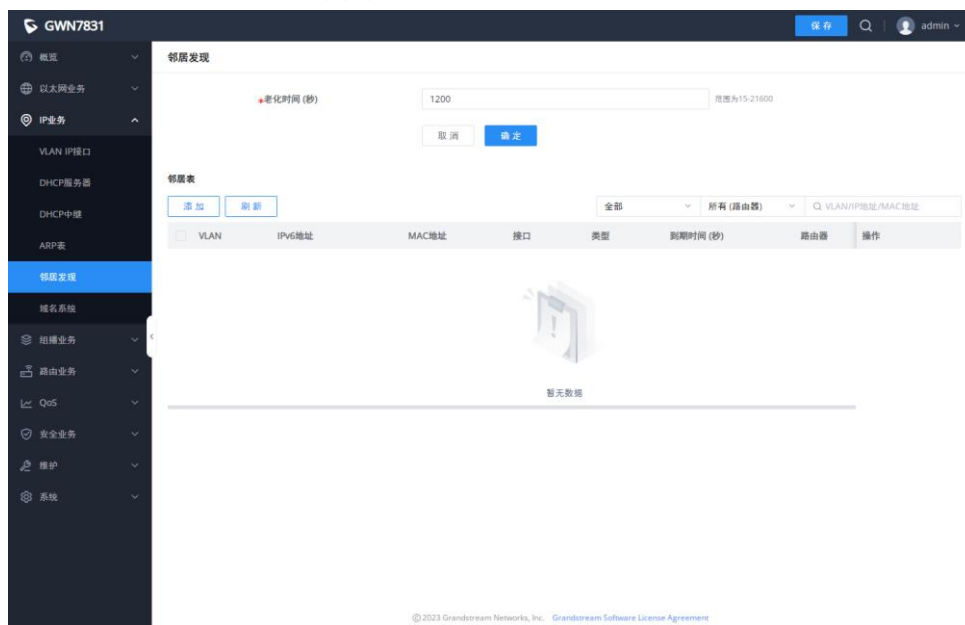 GWN7831
保存
admin
概览
以太网业务
IP业务
VLAN IP接口
DHCP服务器
DHCP中继
ARP表
邻居发现
域名系统
组播业务
路由业务
QoS
安全业务
维护
系统
邻居发现
*老化时间 (秒) 1200 范围为15-21600
取消 确定
邻居表
添加 刷新 全部 所有 (路由器) VLAN/IP地址/MAC地址
VLAN IPv6地址 MAC地址 接口 类型 到期时间 (秒) 路由器 操作
暂无数据
© 2023 Grandstream Networks, Inc. Grandstream Software License Agreement